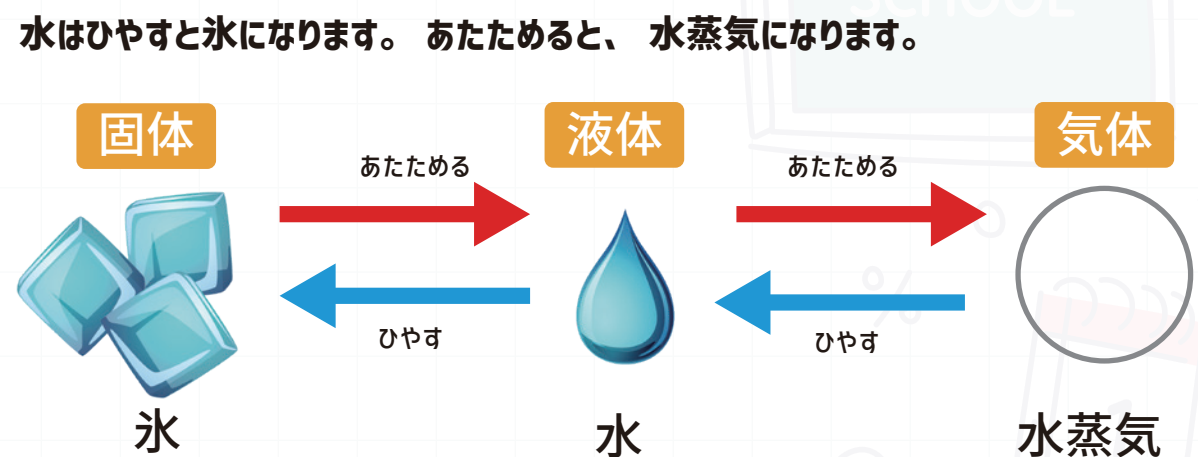 水はひやすと氷になります。 あたためると、 水蒸気になります。
SCHOOL
固体
液体
気体
あたためる
あたためる
ひやす
ひやす
%
氷
水
水蒸気